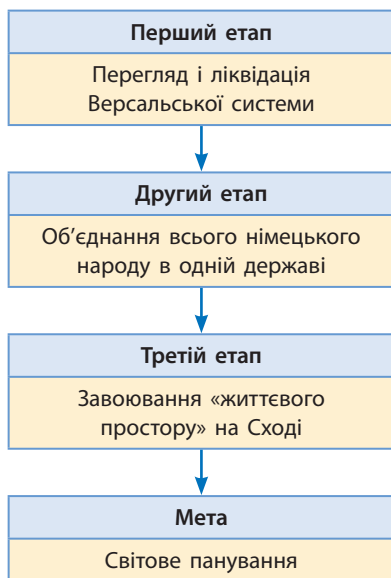 Перший етап
Перегляд і ліквідація
Версальської системи
Другий етап
Об’єднання всього німецького
народу в одній державі
Третій етап
Завоювання «життєвого
простору» на Сході
Мета
Світове панування